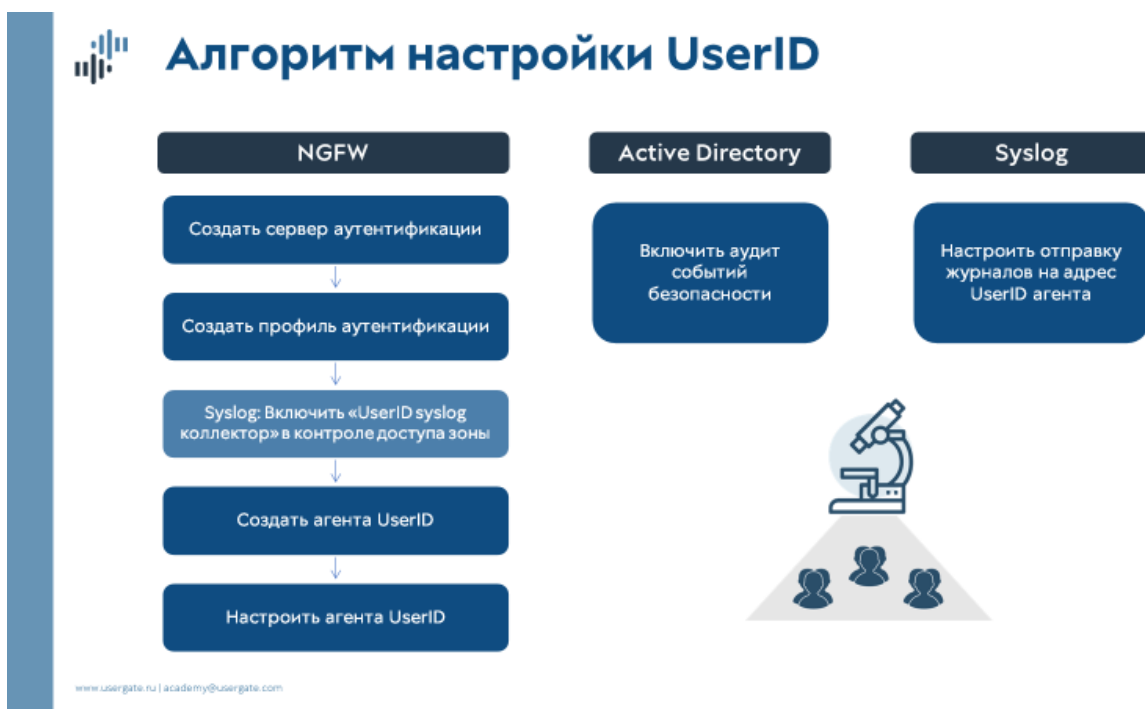 Алгоритм настройки UserID
NGFW
Создать сервер аутентификации
Создать профиль аутентификации
Syslog: Включить «UserID syslog
коллектор» в контроле доступа зоны
Создать агента UserID
Настроить агента UserID
Active Directory
Включить аудит
событий
безопасности
Syslog
Настроить отправку
журналов на адрес
UserID агента
www.usergate.ru | academy@usergate.com